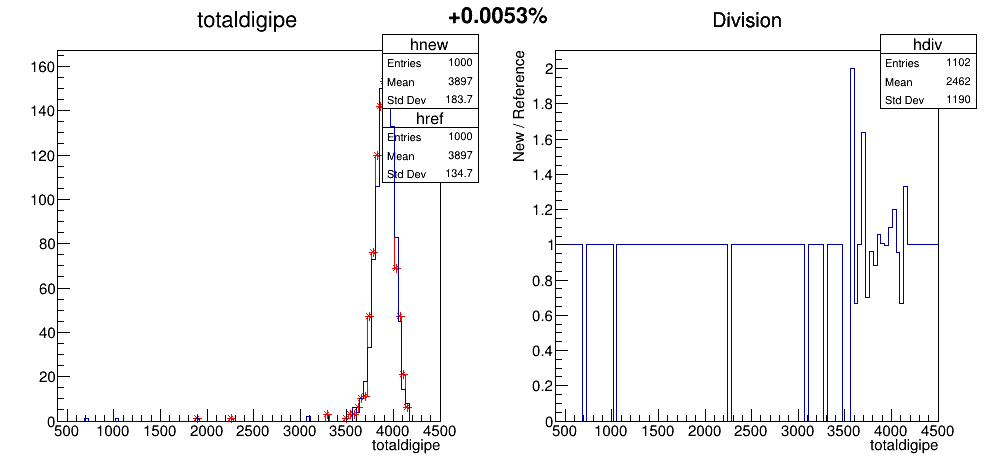 +0.0053%
totaldigipe
hnew
Entries 1000
Mean 3897
Std Dev 183.7
href
Entries 1000
Mean 3897
Std Dev 134.7
160
140
120
100
80
60
40
20
0
500 1000 1500 2000 2500 3000 3500 4000 4500
totaldigipe
Division
hdiv
Entries 1102
Mean 2462
Std Dev 1190
New / Reference
2
1.8
1.6
1.4
1.2
1
0.8
0.6
0.4
0.2
0
500 1000 1500 2000 2500 3000 3500 4000 4500
totaldigipe